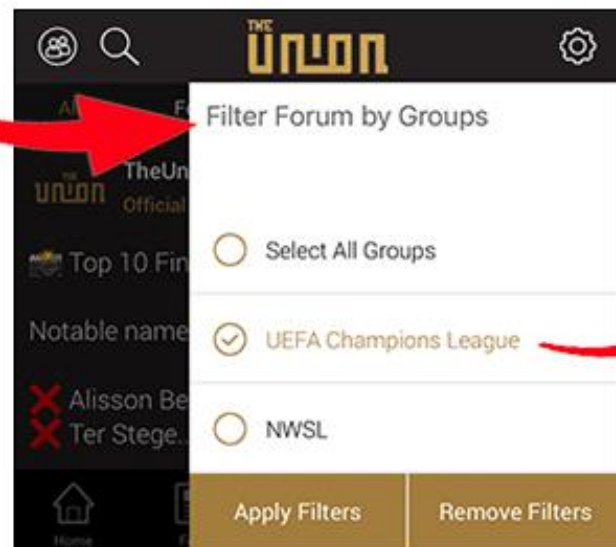 THE
UNION
Filter Forum by Groups
TheUn
UNION
Official
Top 10 Fin
Select All Groups
Notable name
UEFA Champions League
Alisson Be
Ter Stege..
NWSL
Apply Filters
Remove Filters
Home